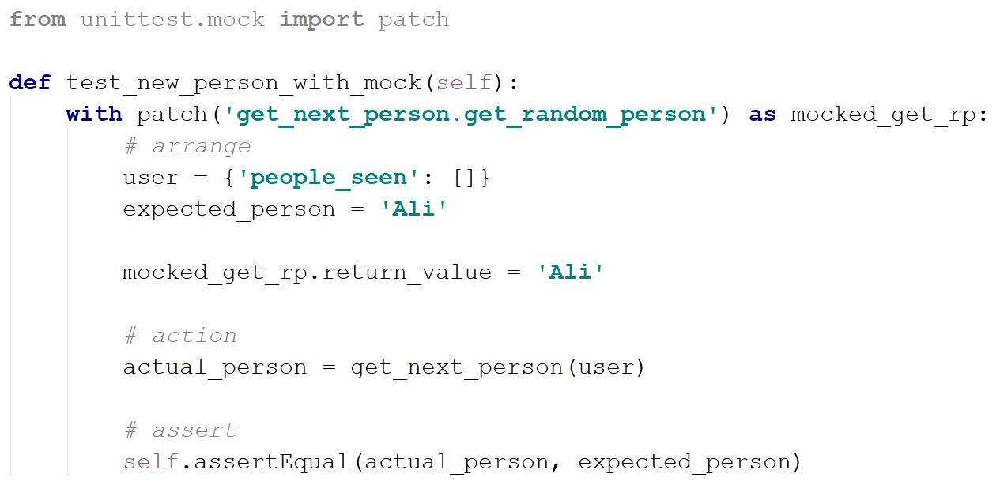 from unittest.mock import patch
def test_new_person_with_mock(self):
with patch('get_next_person.get_random_person') as mocked_get_rp:
# arrange
user = {'people_seen': []}
expected_person = 'Ali'
mocked_get_rp.return_value = 'Ali'
# action
actual_person = get_next_person(user)
# assert
self.assertEqual(actual_person, expected_person)